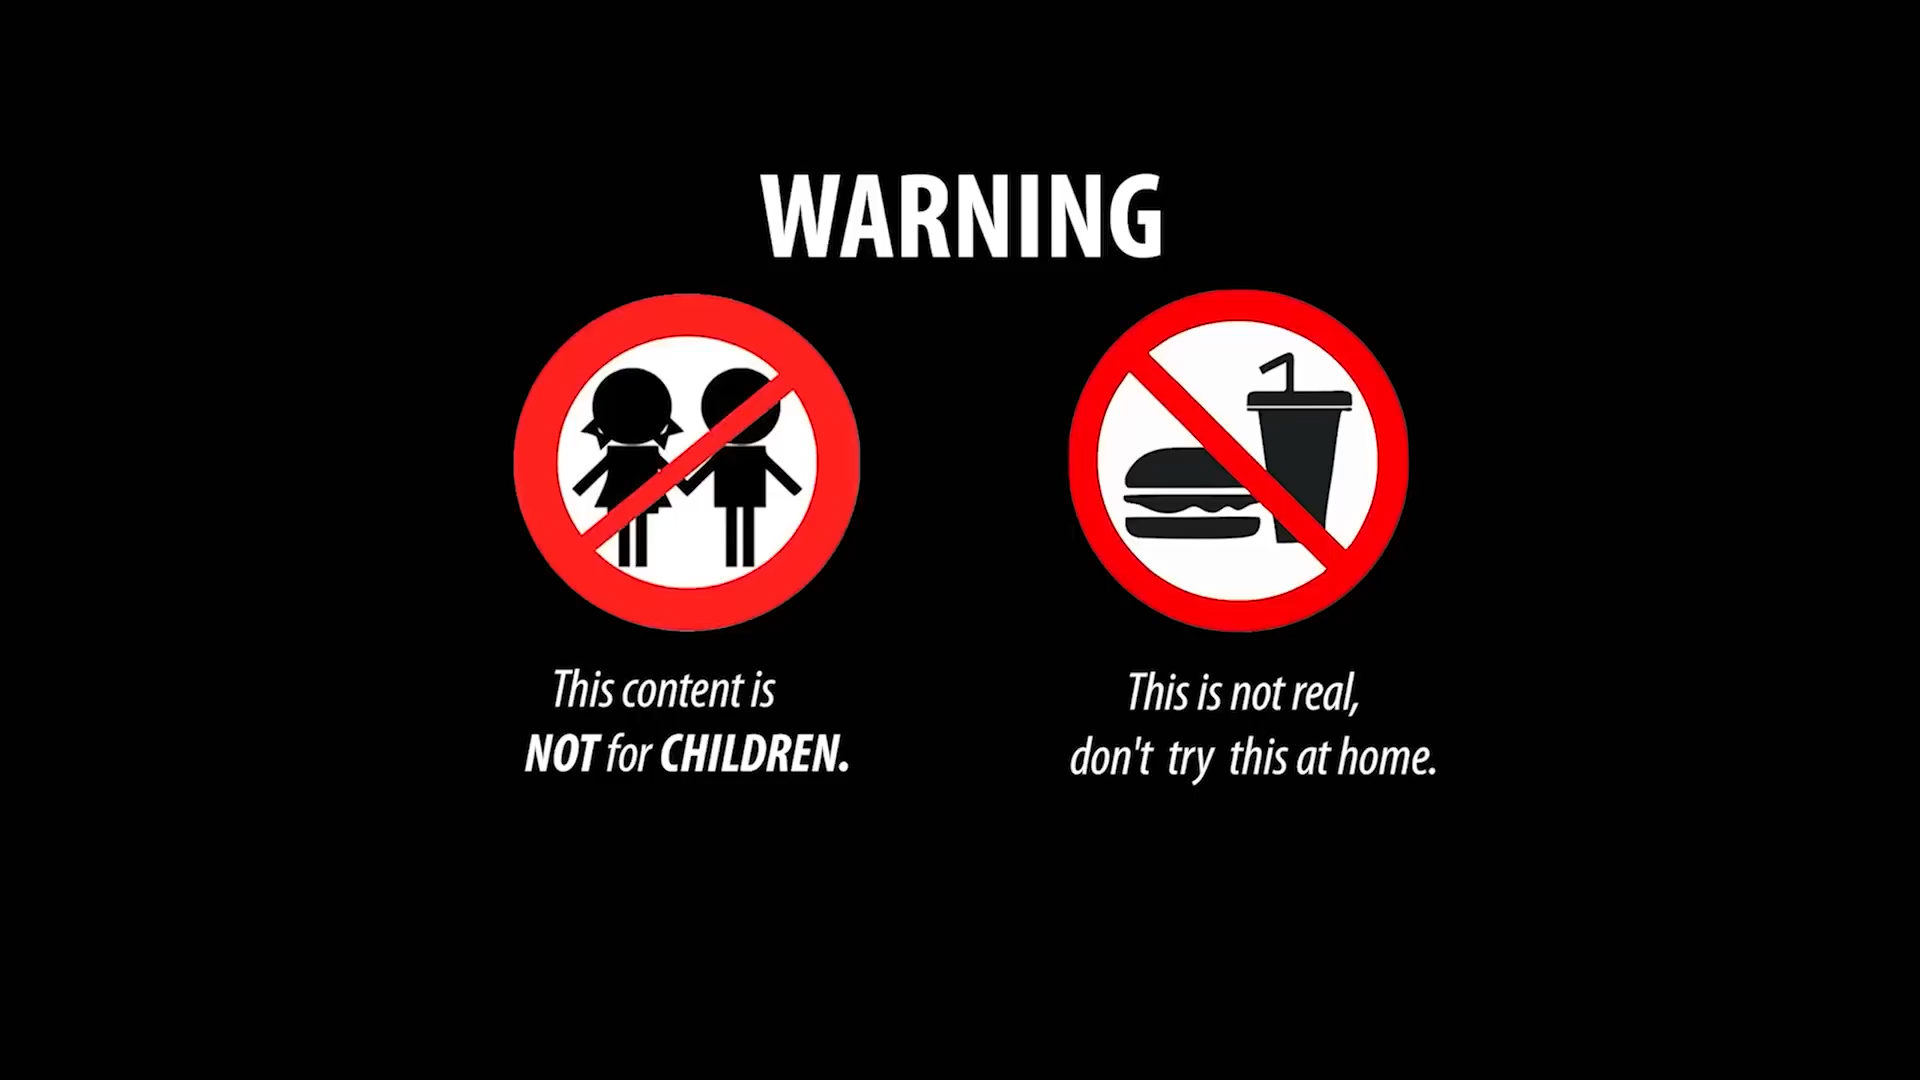 WARNING
This content is
NOT for CHILDREN.
This is not real,
don't try this at home.